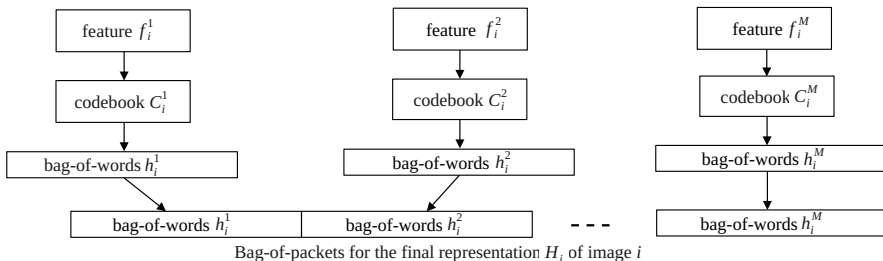 feature f_i^1 feature f_i^2 feature f_i^M
codebook C_i^1 codebook C_i^2 codebook C_i^M
bag-of-words h_i^1 bag-of-words h_i^2 bag-of-words h_i^M
bag-of-words h_i^1 bag-of-words h_i^2 --- bag-of-words h_i^M
Bag-of-packets for the final representation H_i of image i